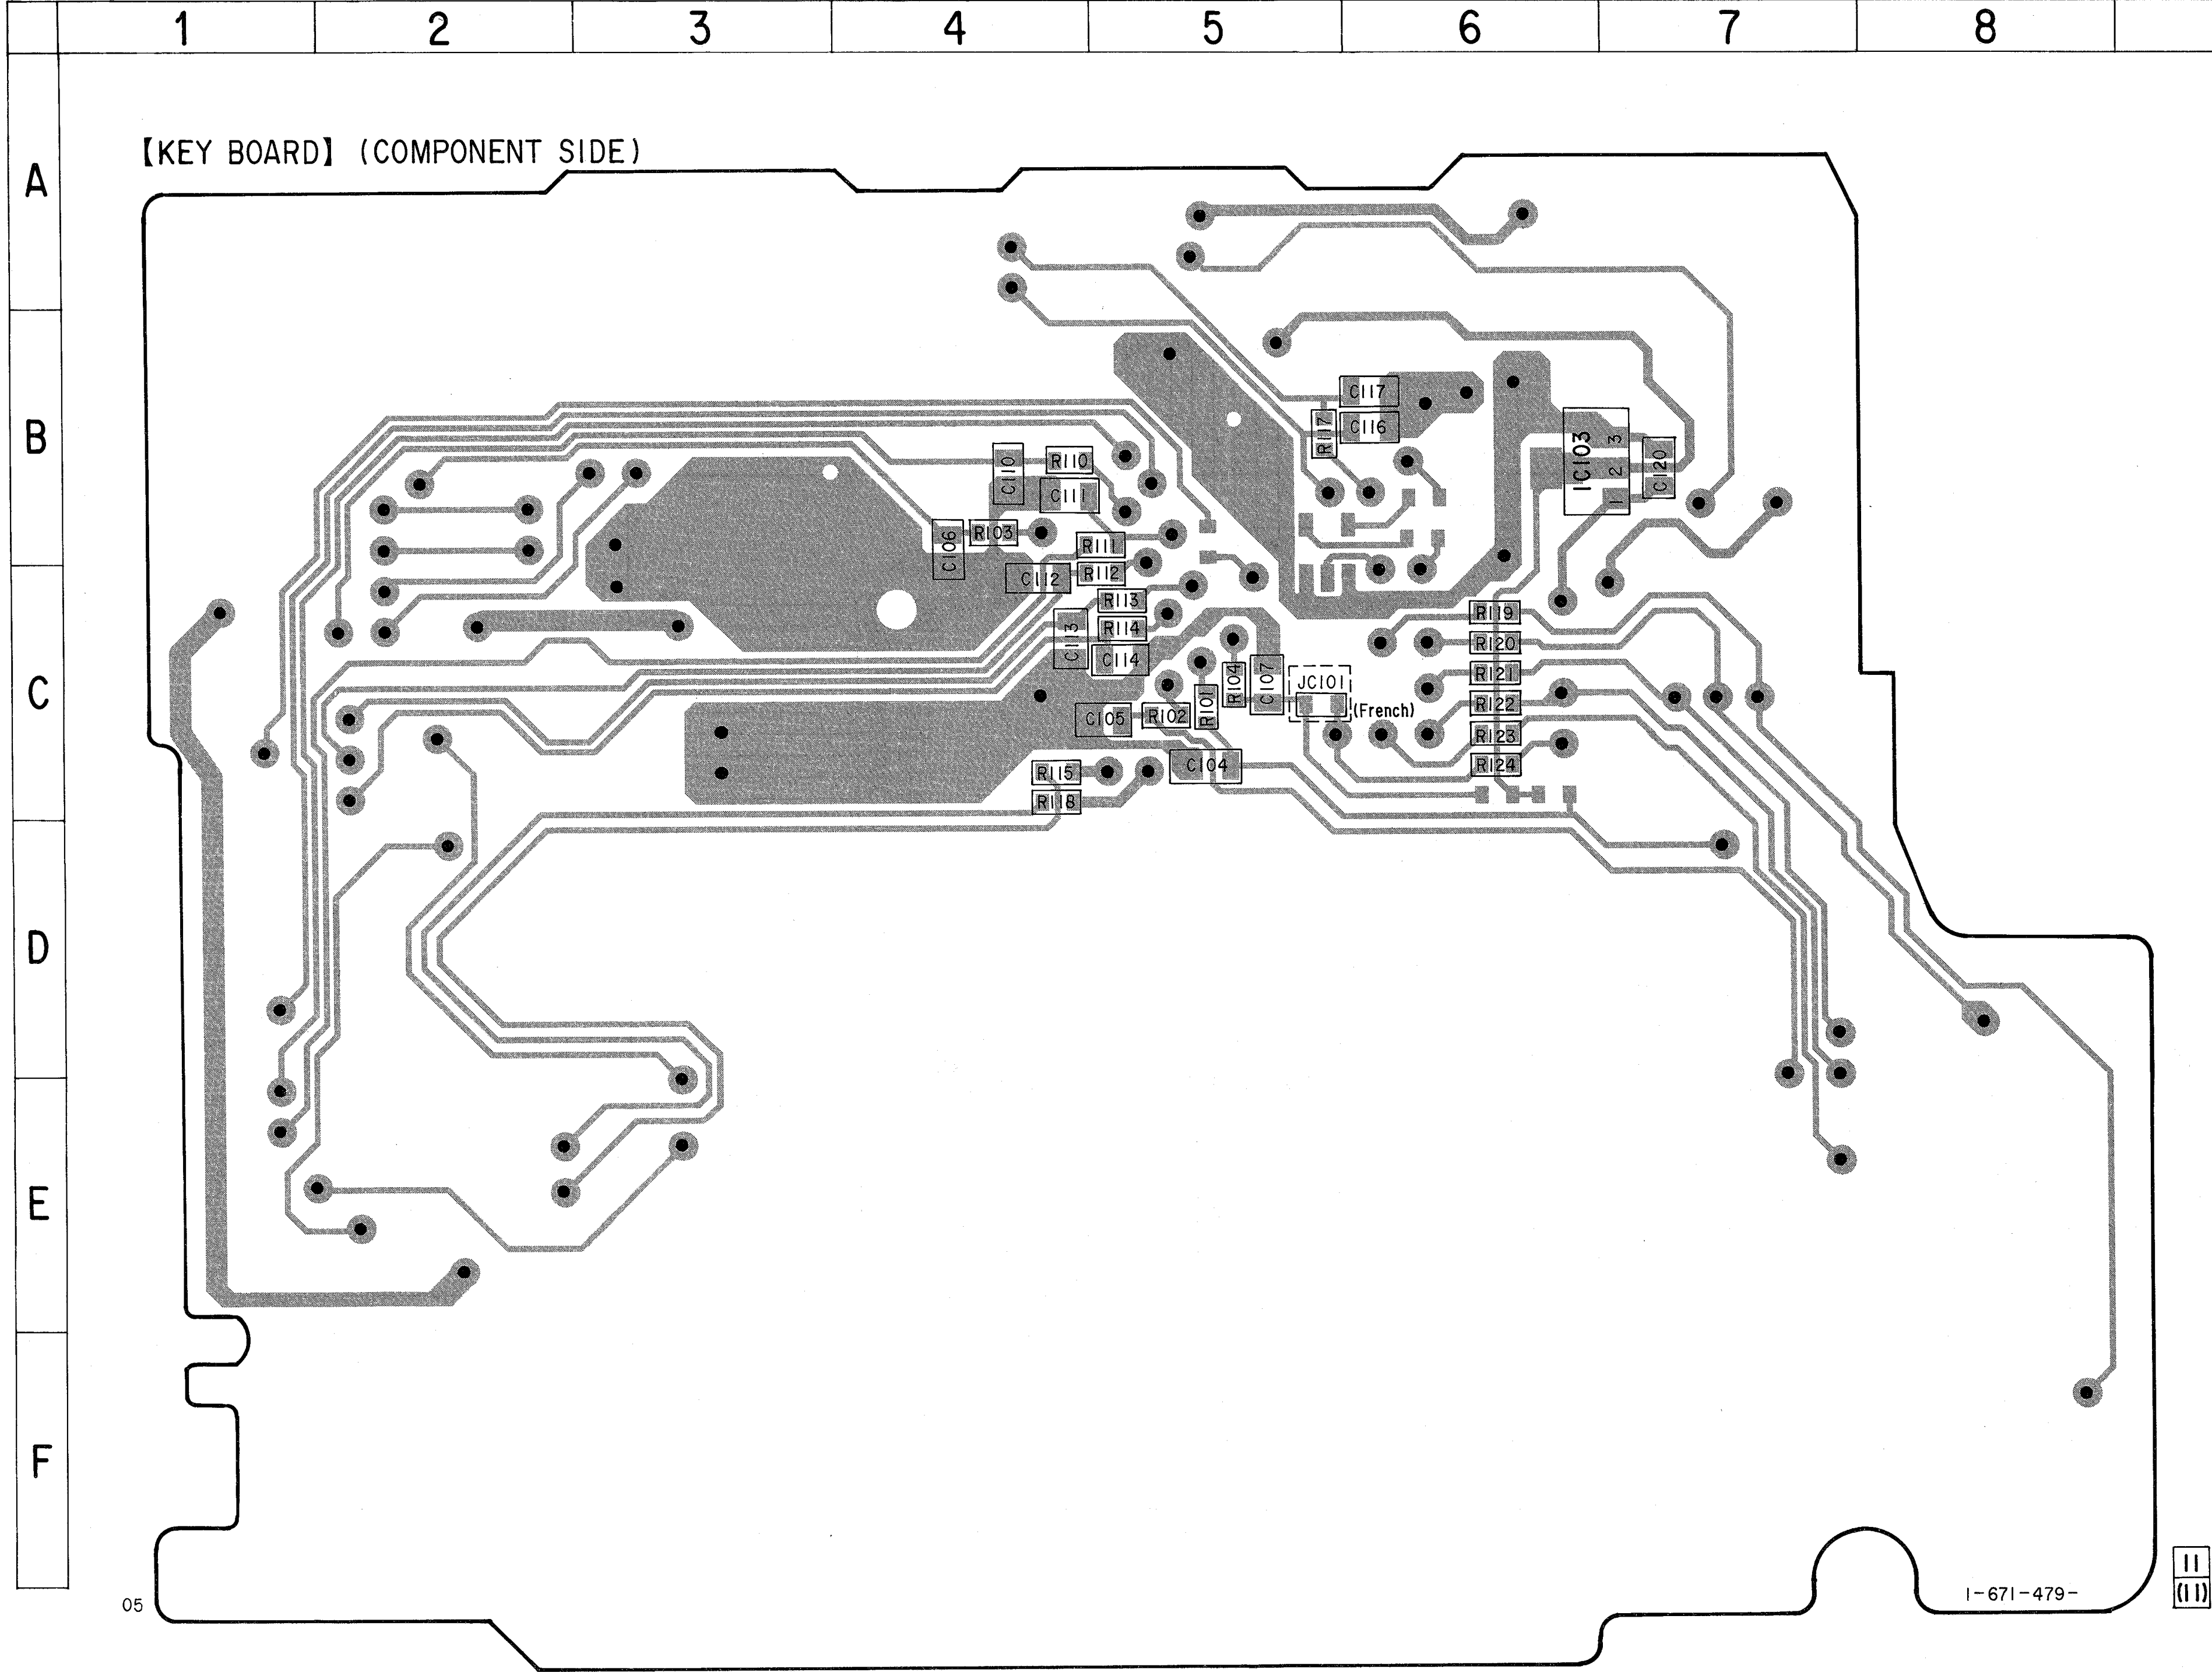 1 2 3 4 5 6 7 8
【KEY BOARD】 (COMPONENT SIDE)
A
B
C117
R117
C116
IC103
3
2
1
C120
C110
R110
C111
C106
R103
R111
C112
R112
C
R113
R119
C113
R114
R120
C114
R104
C107
JC101
R121
R101
(French)
R122
C105
R102
R123
C104
R124
R115
R118
D
E
F
05
1-671-479-
11
(11)